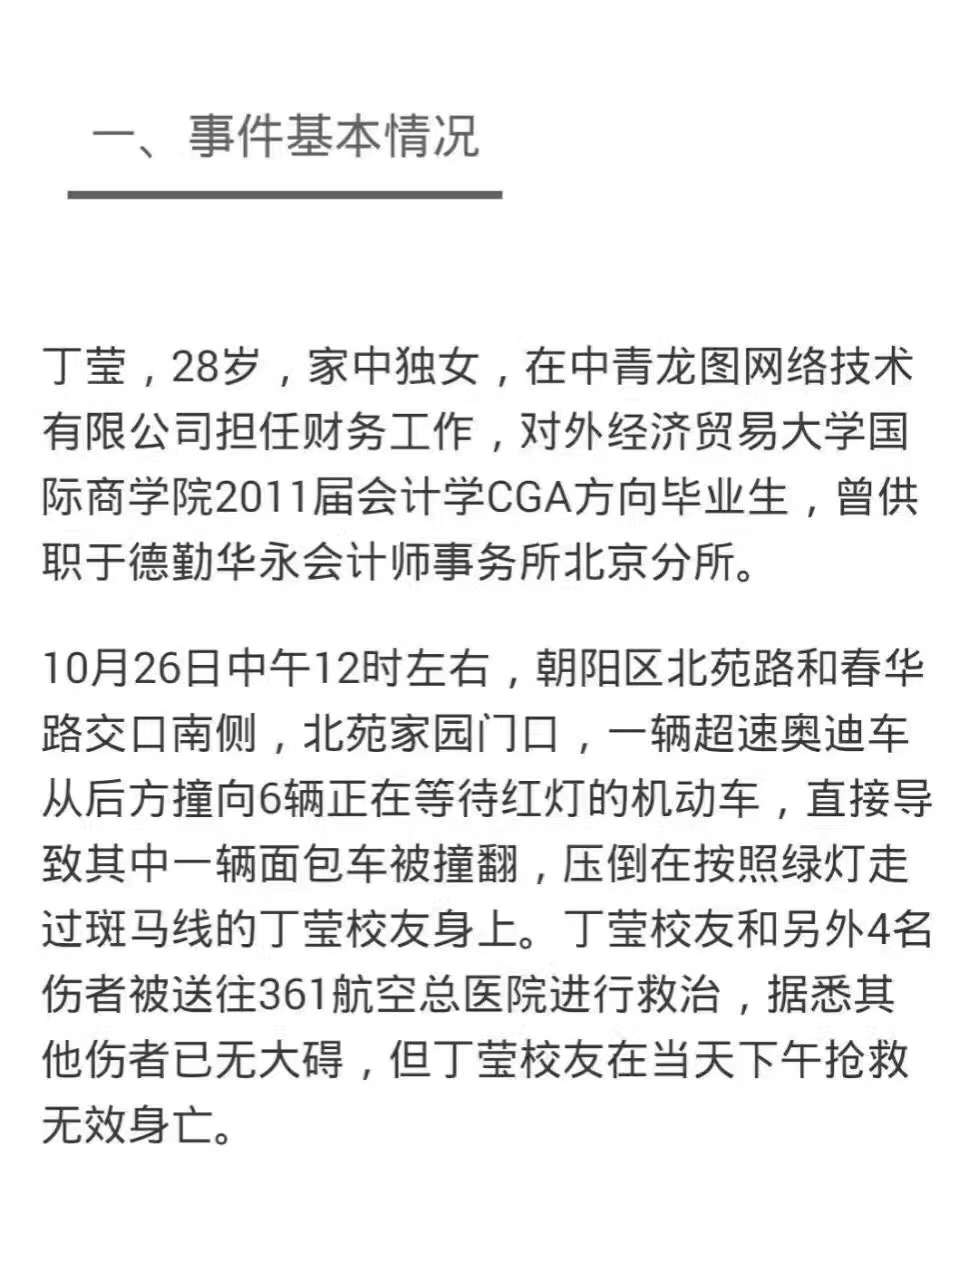 一、事件基本情况
丁莹，28岁，家中独女，在中青龙图网络技术
有限公司担任财务工作，对外经济贸易大学国
际商学院2011届会计学CGA方向毕业生，曾供
职于德勤华永会计师事务所北京分所。
10月26日中午12时左右，朝阳区北苑路和春华
路交口南侧，北苑家园门口，一辆超速奥迪车
从后方撞向6辆正在等待红灯的机动车，直接导
致其中一辆面包车被撞翻，压倒在按照绿灯走
过斑马线的丁莹校友身上。丁莹校友和另外4名
伤者被送往361航空总医院进行救治，据悉其
他伤者已无大碍，但丁莹校友在当天下午抢救
无效身亡。